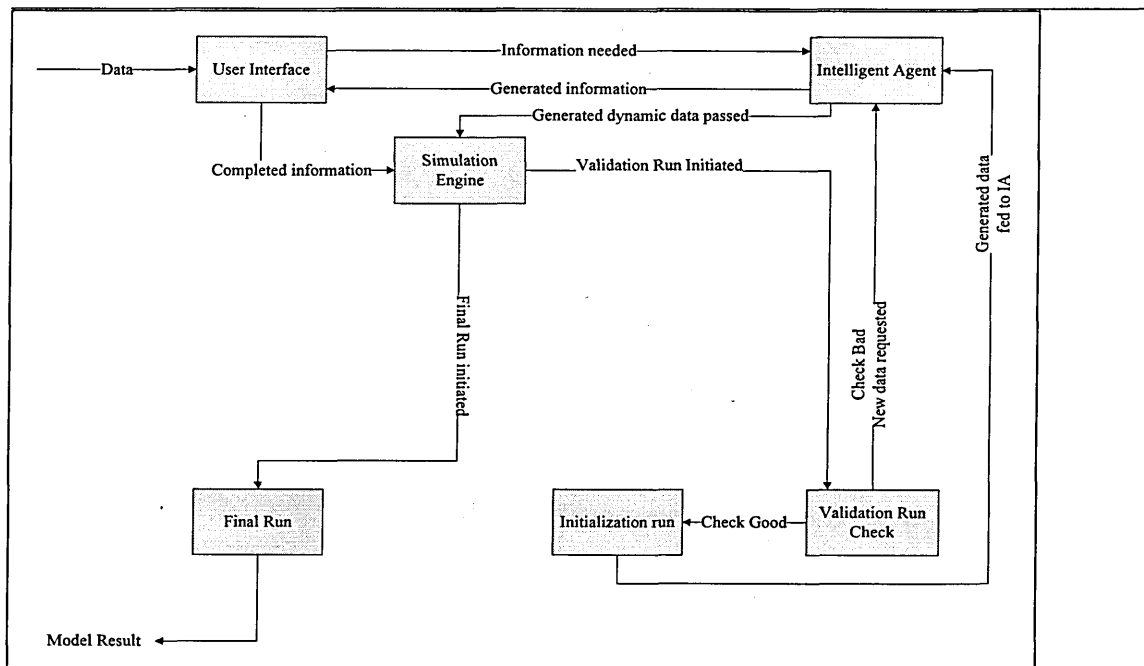 Information needed
Data
User Interface
Intelligent Agent
Generated information
Generated dynamic data passed
Simulation
Engine
Completed information
Validation Run Initiated
Generated data
fed to IA
Final Run initiated
Check Bad
New data requested
Final Run
Initialization run
Check Good
Validation Run
Check
Model Result